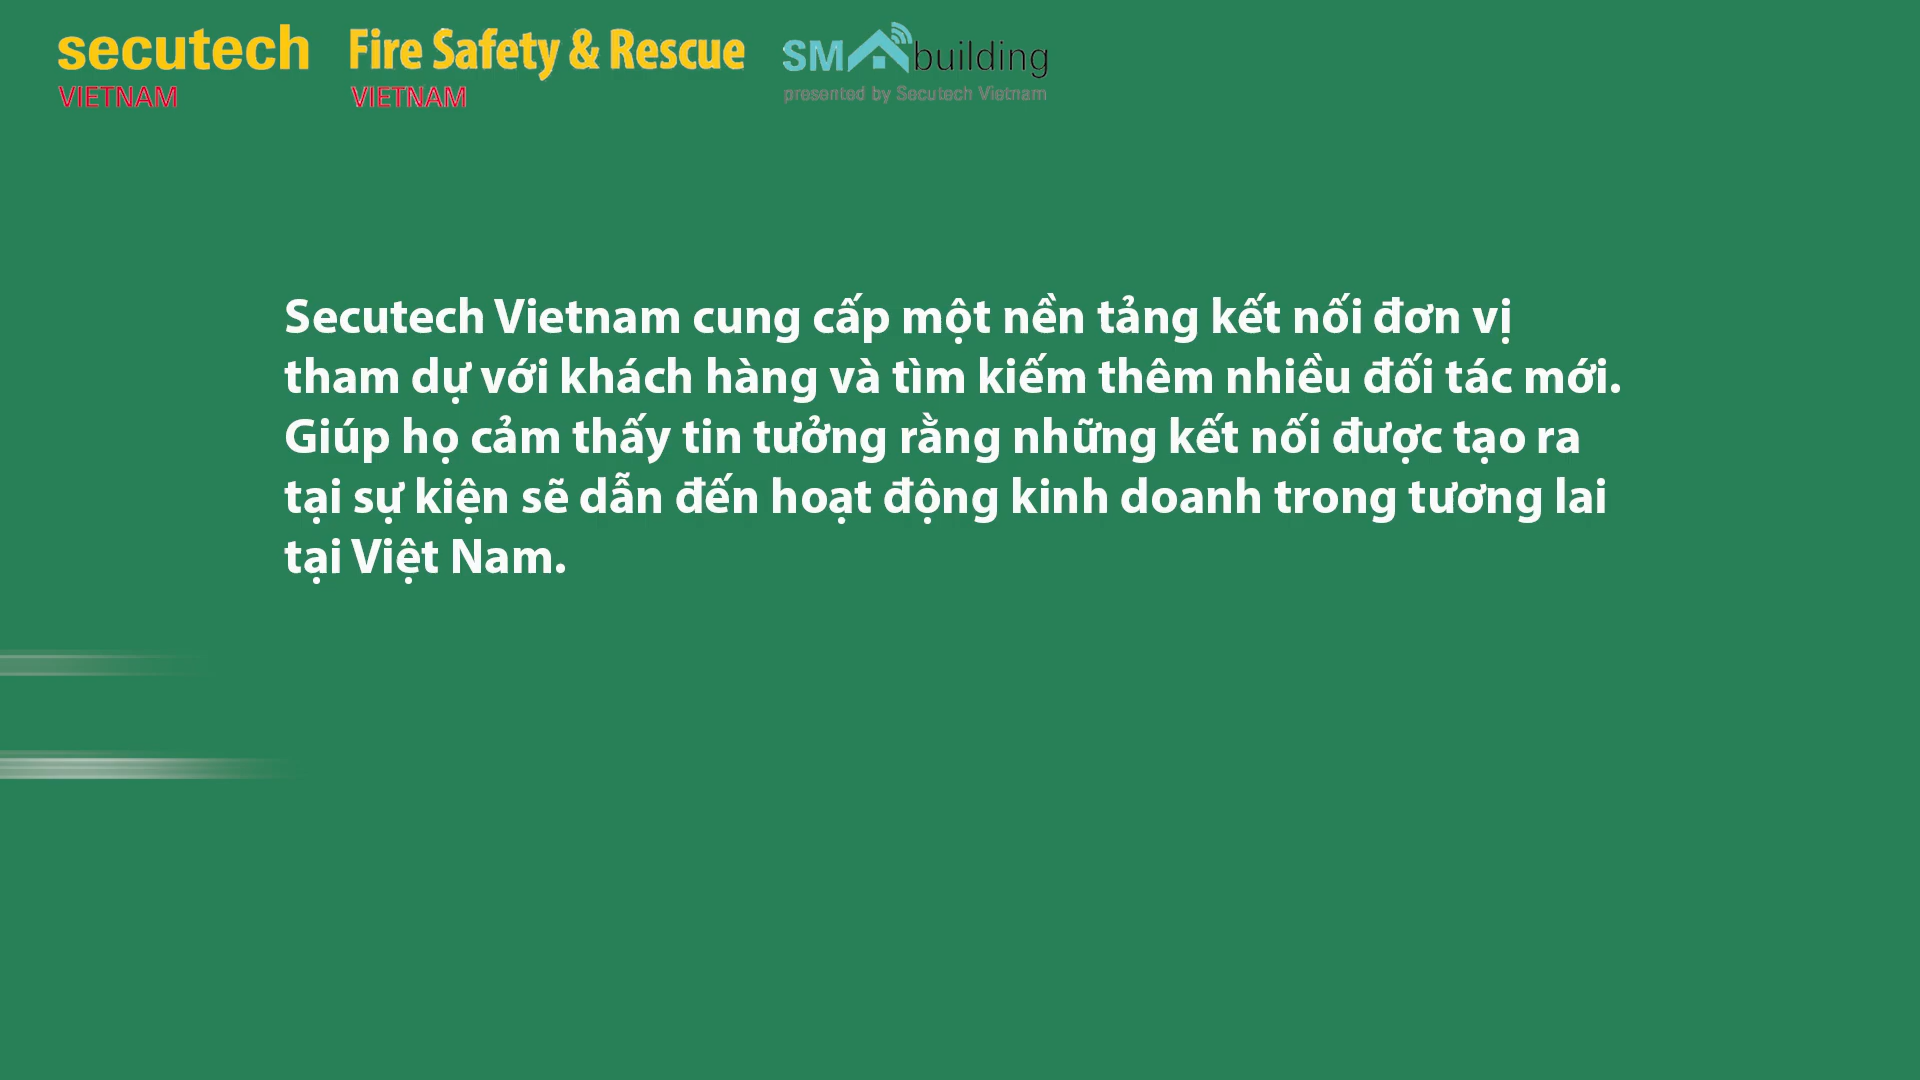 secutech Fire Safety & Rescue SMAbuilding
VIETNAM VIETNAM presented by Secutech Vietnam
Secutech Vietnam cung cấp một nền tảng kết nối đơn vị
tham dự với khách hàng và tìm kiếm thêm nhiều đối tác mới.
Giúp họ cảm thấy tin tưởng rằng những kết nối được tạo ra
tại sự kiện sẽ dẫn đến hoạt động kinh doanh trong tương lai
tại Việt Nam.